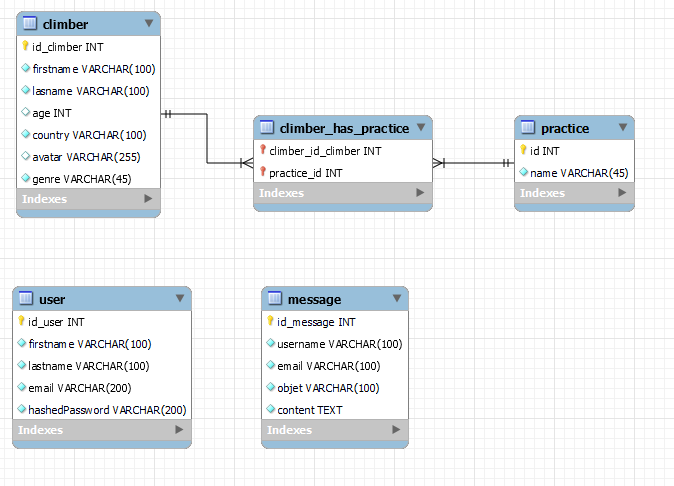 climber
id_climber INT
firstname VARCHAR(100)
lasname VARCHAR(100)
age INT
country VARCHAR(100)
avatar VARCHAR(255)
genre VARCHAR(45)
Indexes
climber_has_practice
climber_id_climber INT
practice_id INT
Indexes
practice
id INT
name VARCHAR(45)
Indexes
user
id_user INT
firstname VARCHAR(100)
lastname VARCHAR(100)
email VARCHAR(200)
hashedPassword VARCHAR(200)
Indexes
message
id_message INT
username VARCHAR(100)
email VARCHAR(100)
objet VARCHAR(100)
content TEXT
Indexes